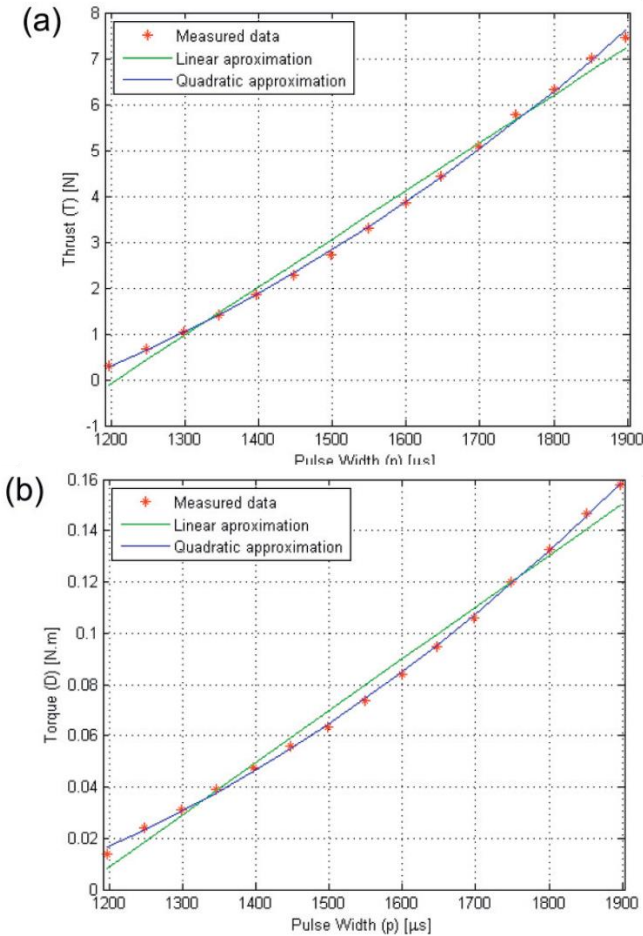 (a)
8
7
6
5
4
3
2
1
0
-1
Thrust (T) [N]
Measured data
Linear aproximation
Quadratic approximation
1200 1300 1400 1500 1600 1700 1800 1900
Pulse Width (p) [μs]
(b)
0.16
0.14
0.12
0.1
0.08
0.06
0.04
0.02
0
Torque (D) [N.m]
Measured data
Linear aproximation
Quadratic approximation
1200 1300 1400 1500 1600 1700 1800 1900
Pulse Width (p) [μs]